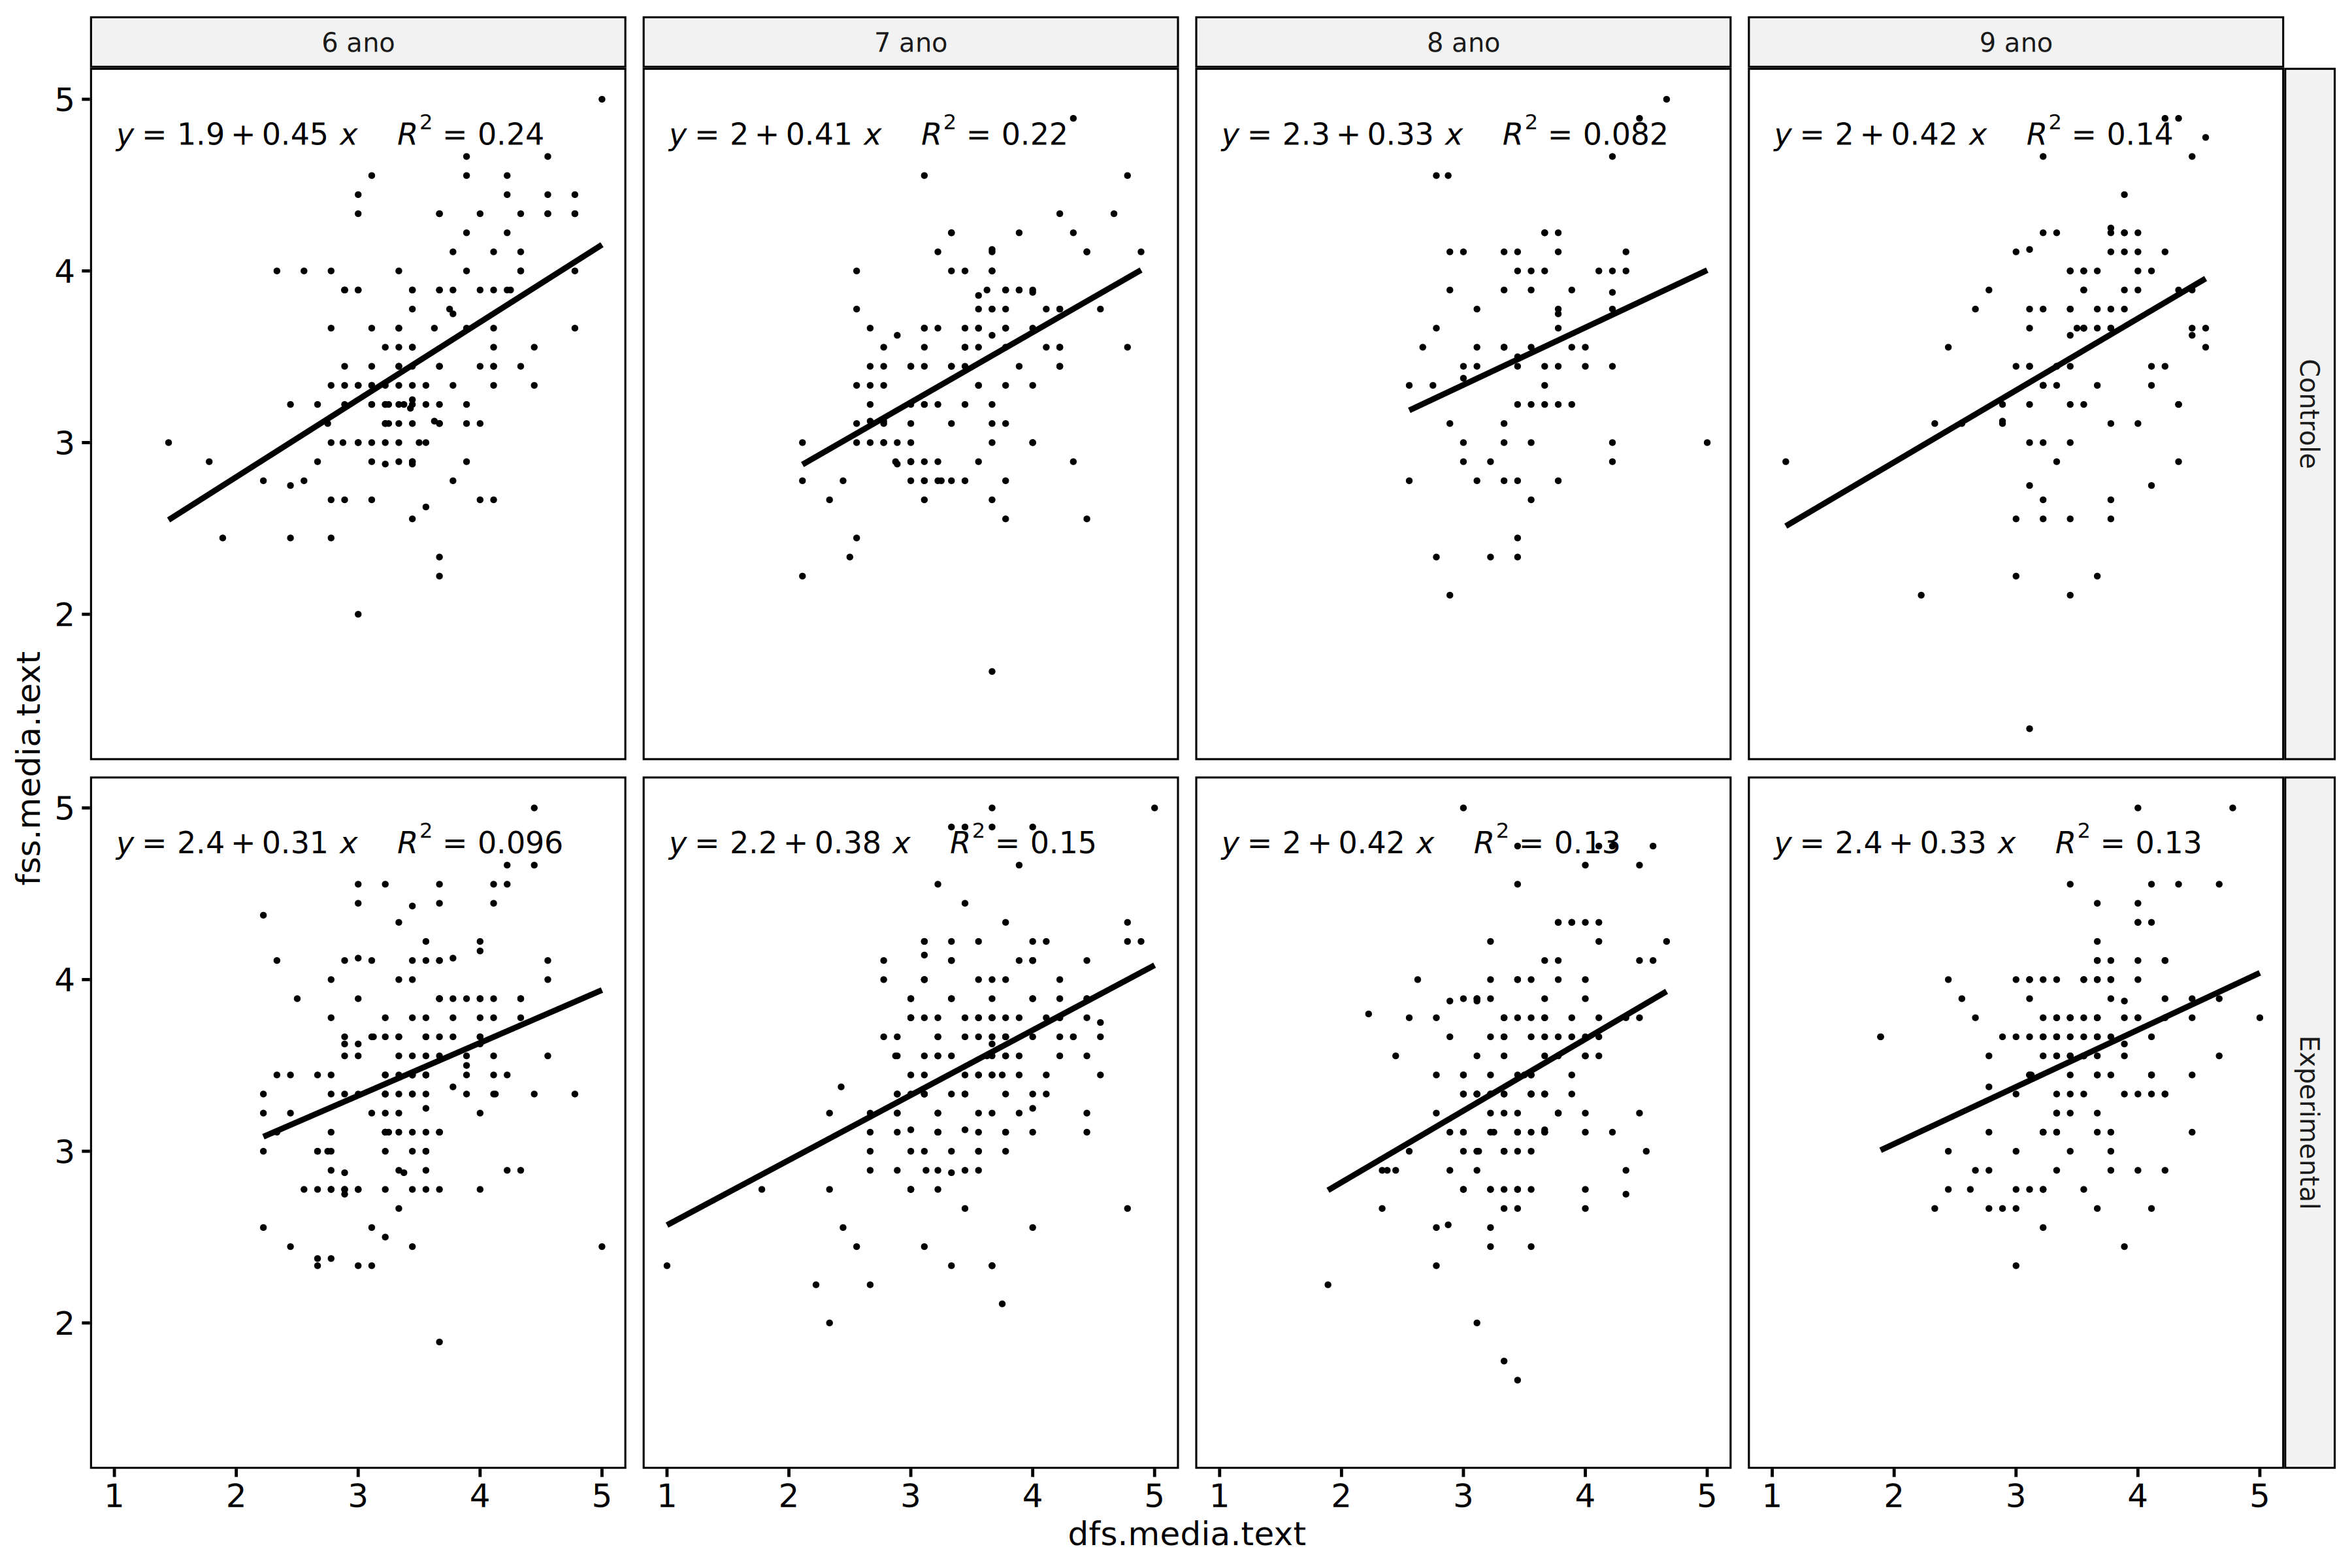 6 ano
7 ano
8 ano
9 ano
y = 1.9 + 0.45 x R² = 0.24
y = 2 + 0.41 x R² = 0.22
y = 2.3 + 0.33 x R² = 0.082
y = 2 + 0.42 x R² = 0.14
5
4
3
2
Controle
y = 2.4 + 0.31 x R² = 0.096
y = 2.2 + 0.38 x R² = 0.15
y = 2 + 0.42 x R² = 0.13
y = 2.4 + 0.33 x R² = 0.13
5
4
3
2
Experimental
fss.media.text
1 2 3 4 5
1 2 3 4 5
1 2 3 4 5
1 2 3 4 5
dfs.media.text